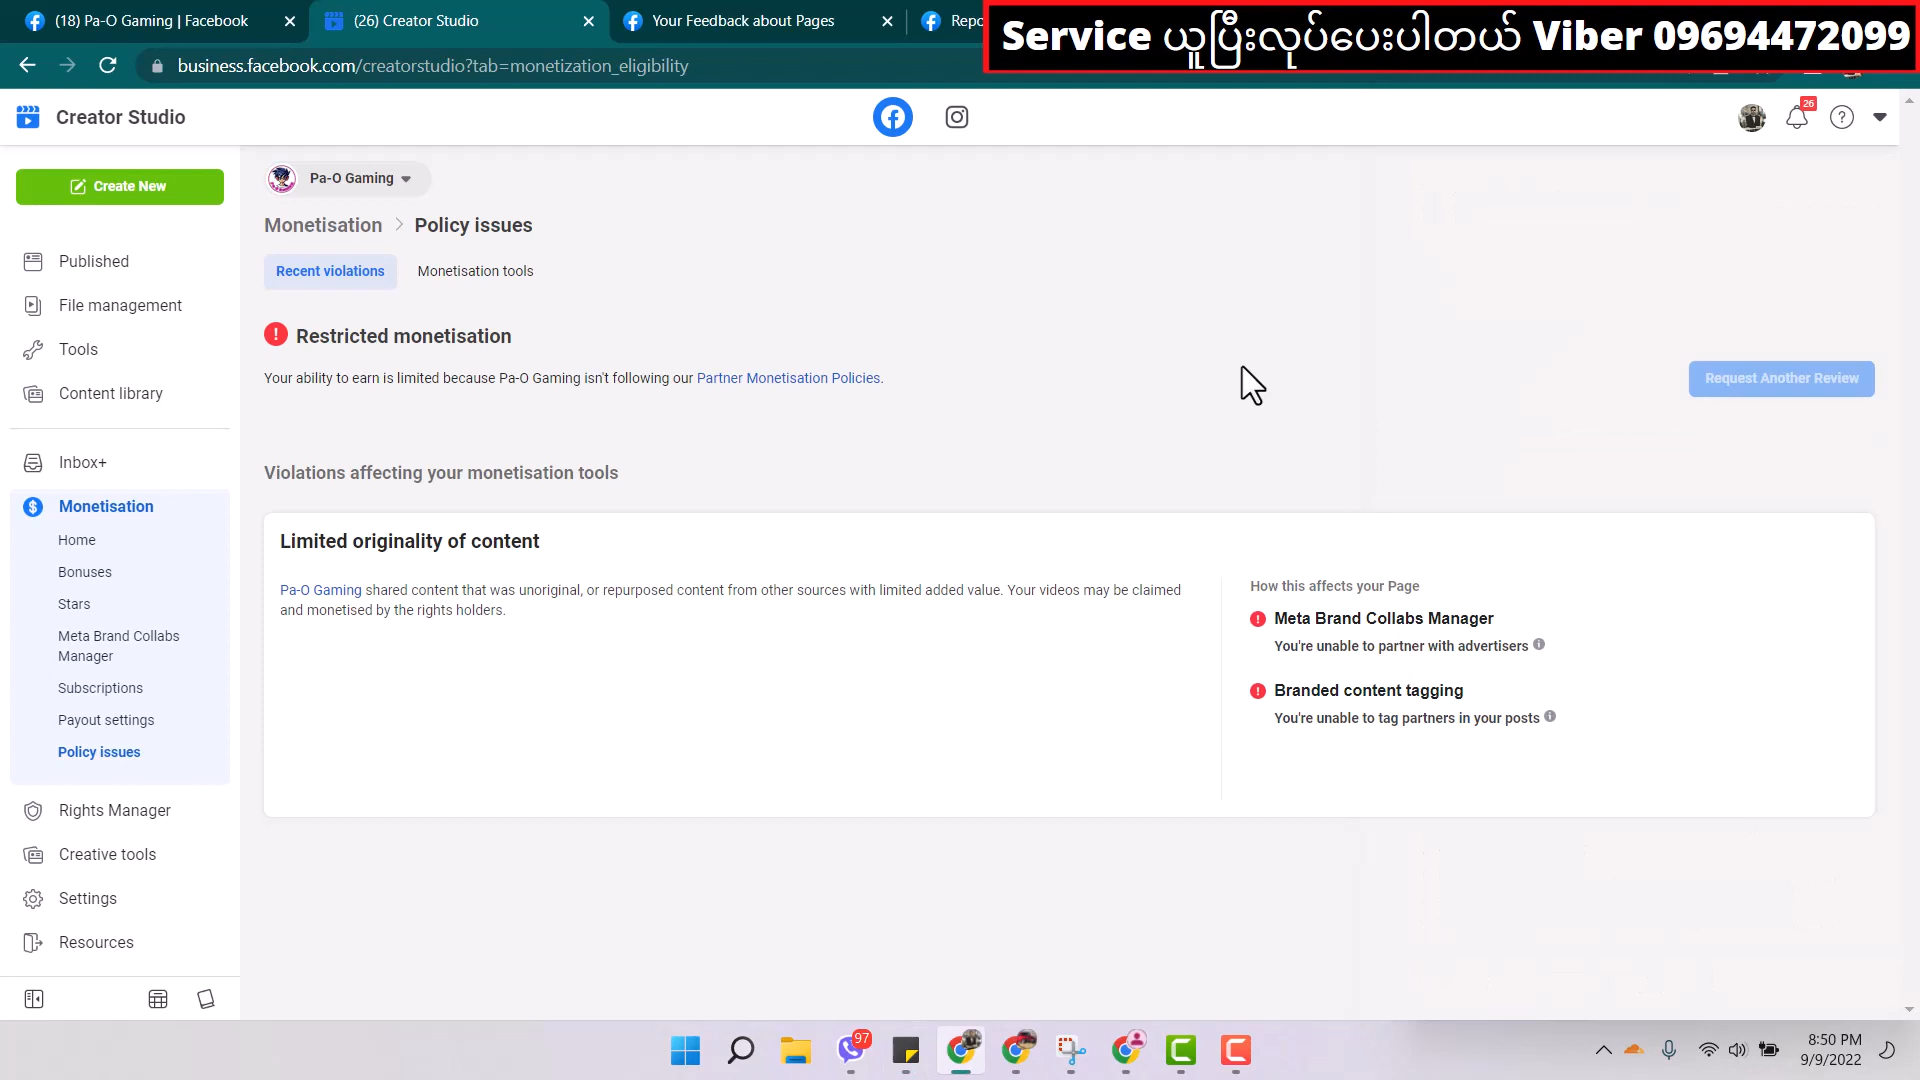 (18) Pa-O Gaming | Facebook
(26) Creator Studio
Your Feedback about Pages
Repo
Service ယူပြီးလုပ်ပေးပါတယ် Viber 09694472099
business.facebook.com/creatorstudio?tab=monetization_eligibility
Creator Studio
26
Create New
Published
File management
Tools
Content library
Inbox+
Monetisation
Home
Bonuses
Stars
Meta Brand Collabs
Manager
Subscriptions
Payout settings
Policy issues
Rights Manager
Creative tools
Settings
Resources
Pa-O Gaming
Monetisation > Policy issues
Recent violations
Monetisation tools
Restricted monetisation
Your ability to earn is limited because Pa-O Gaming isn't following our Partner Monetisation Policies.
Request Another Review
Violations affecting your monetisation tools
Limited originality of content
Pa-O Gaming shared content that was unoriginal, or repurposed content from other sources with limited added value. Your videos may be claimed
and monetised by the rights holders.
How this affects your Page
Meta Brand Collabs Manager
You're unable to partner with advertisers
Branded content tagging
You're unable to tag partners in your posts
97
8:50 PM
9/9/2022